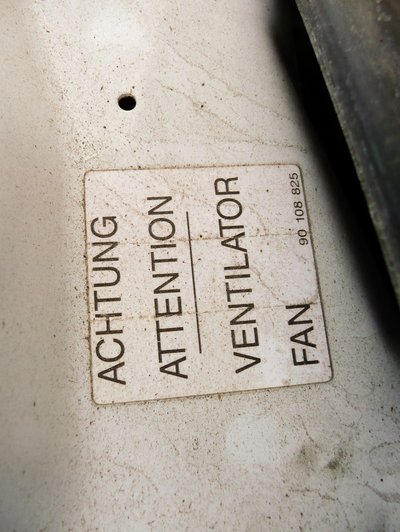 ACHTUNG
ATTENTION
VENTILATOR
FAN 90 108 825